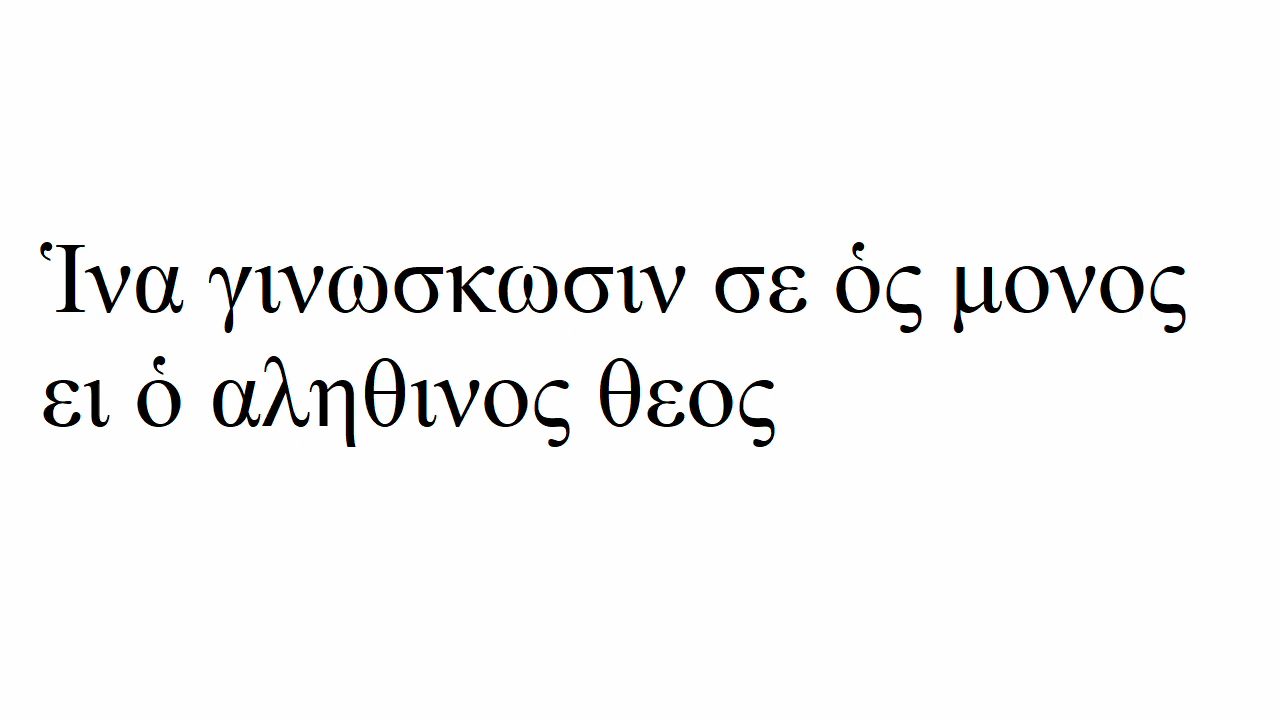 Ἱνα γινωσκωσιν σε ὁς μονος
ει ὁ αληθινος θεος